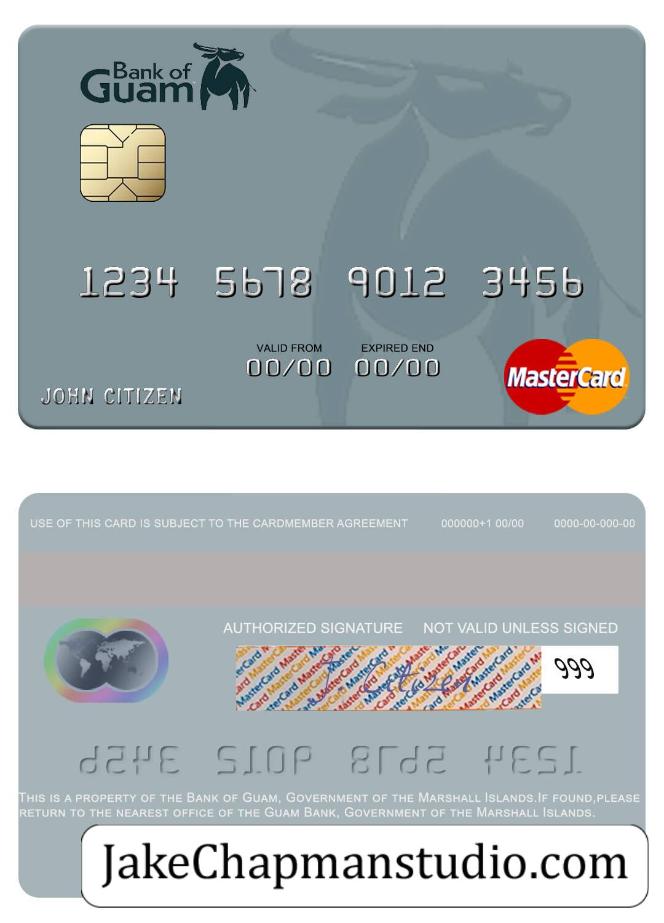 Bank of
Guam
1234 5678 9012 3456
VALID FROM EXPIRED END
00/00 00/00
JOHN CITIZEN
MasterCard
USE OF THIS CARD IS SUBJECT TO THE CARDMEMBER AGREEMENT 000000+1 00/00 0000-00-000-00
AUTHORIZED SIGNATURE NOT VALID UNLESS SIGNED
J. Citizen
999
THIS IS A PROPERTY OF THE BANK OF GUAM, GOVERNMENT OF THE MARSHALL ISLANDS.IF FOUND,PLEASE
RETURN TO THE NEAREST OFFICE OF THE GUAM BANK, GOVERNMENT OF THE MARSHALL ISLANDS.
JakeChapmanstudio.com